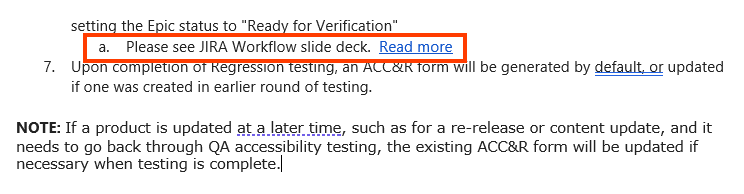 setting the Epic status to "Ready for Verification"
a. Please see JIRA Workflow slide deck. Read more
7. Upon completion of Regression testing, an ACC&R form will be generated by default, or updated
if one was created in earlier round of testing.
NOTE: If a product is updated at a later time, such as for a re-release or content update, and it
needs to go back through QA accessibility testing, the existing ACC&R form will be updated if
necessary when testing is complete.